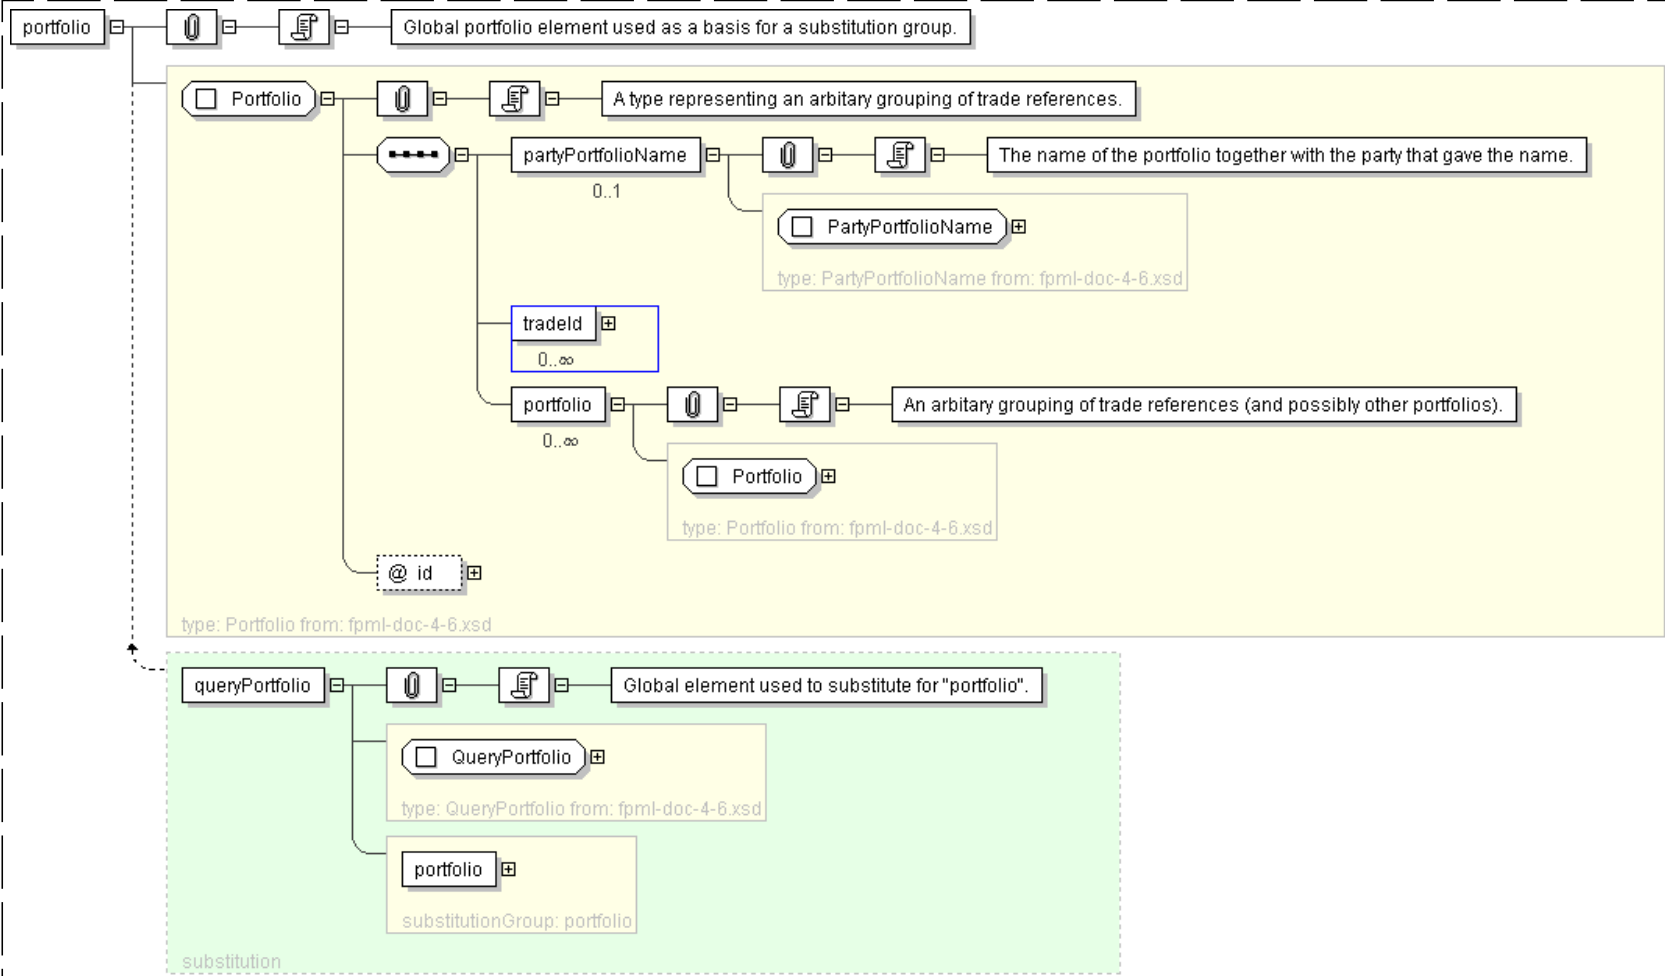 portfolio
Global portfolio element used as a basis for a substitution group.
Portfolio
A type representing an arbitary grouping of trade references.
partyPortfolioName
The name of the portfolio together with the party that gave the name.
0..1
PartyPortfolioName
type: PartyPortfolioName from: fpml-doc-4-6.xsd
tradeId
0..∞
portfolio
An arbitary grouping of trade references (and possibly other portfolios).
0..∞
Portfolio
type: Portfolio from: fpml-doc-4-6.xsd
@ id
type: Portfolio from: fpml-doc-4-6.xsd
queryPortfolio
Global element used to substitute for "portfolio".
QueryPortfolio
type: QueryPortfolio from: fpml-doc-4-6.xsd
portfolio
substitutionGroup: portfolio
substitution